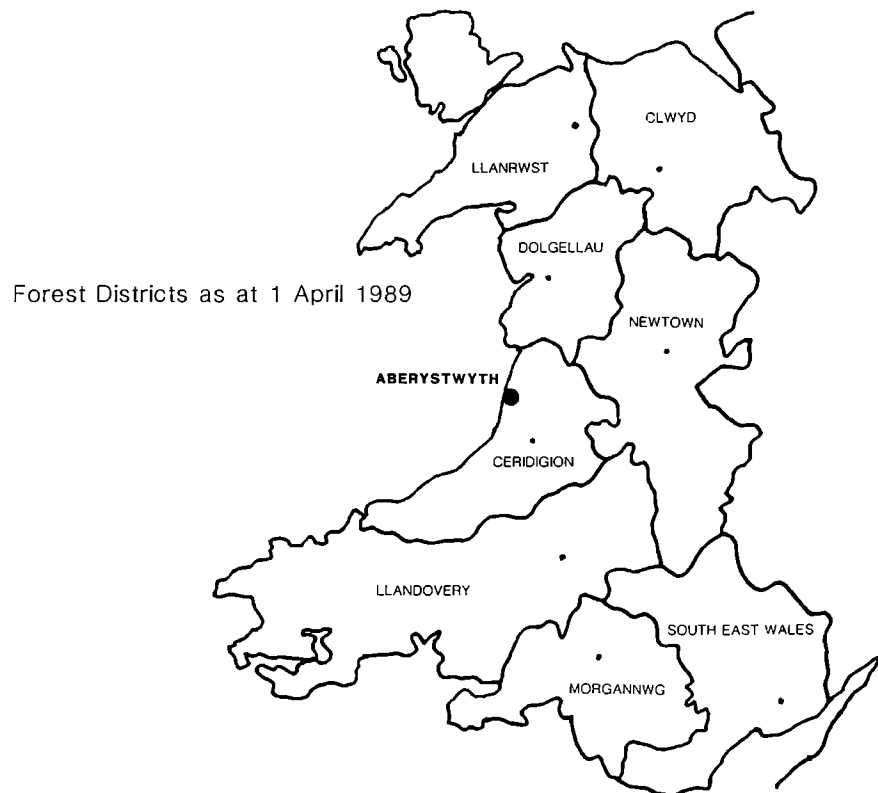 CLWYD
LLANRWST
DOLGELLAU
Forest Districts as at 1 April 1989
NEWTOWN
ABERYSTWYTH
CERIDIGION
LLANDOVERY
SOUTH EAST WALES
MORGANNWG